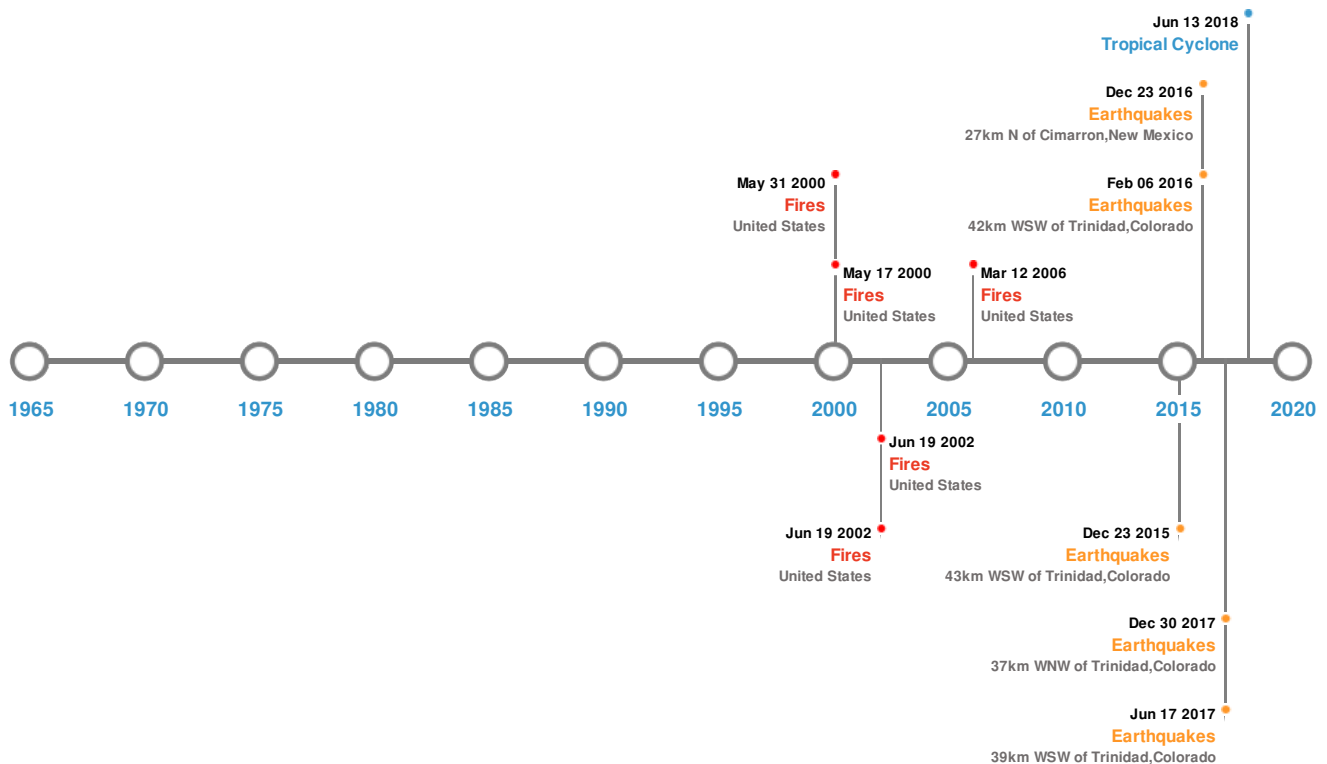 Jun 13 2018
Tropical Cyclone
Dec 23 2016
Earthquakes
27km N of Cimarron,New Mexico
May 31 2000
Fires
United States
Feb 06 2016
Earthquakes
42km WSW of Trinidad,Colorado
May 17 2000
Fires
United States
Mar 12 2006
Fires
United States
1965 1970 1975 1980 1985 1990 1995 2000 2005 2010 2015 2020
Jun 19 2002
Fires
United States
Jun 19 2002
Fires
United States
Dec 23 2015
Earthquakes
43km WSW of Trinidad,Colorado
Dec 30 2017
Earthquakes
37km WNW of Trinidad,Colorado
Jun 17 2017
Earthquakes
39km WSW of Trinidad,Colorado